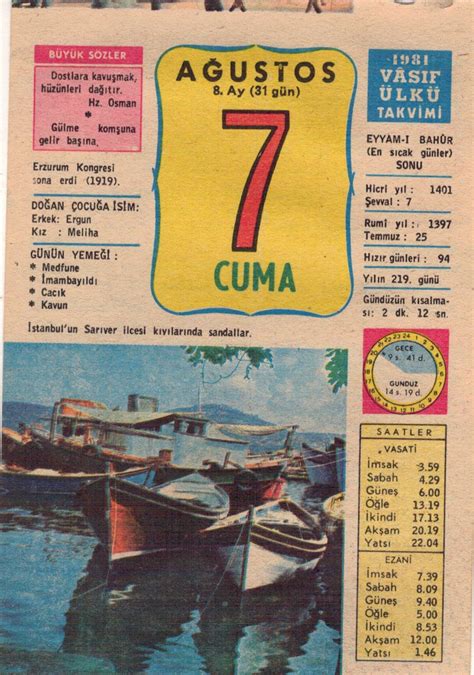 BÜYÜK SÖZLER
Dostlara kavuşmak,
hüzünleri dağıtır.
Hz. Osman
*
Gülme komşuna
gelir başına.
Erzurum Kongresi
sona erdi (1919).
DOĞAN ÇOCUĞA İSİM:
Erkek: Ergun
Kız : Meliha
GÜNÜN YEMEĞİ :
* Medfune
* İmambayıldı
* Cacık
* Kavun
AĞUSTOS
8. Ay (31 gün)
7
CUMA
1981
VÂSIF
ÜLKÜ
TAKVİMİ
EYYAM-I BAHÛR
(En sıcak günler)
SONU
Hicri yıl : 1401
Şevval : 7
Rumî yıl : 1397
Temmuz : 25
Hızır günleri : 94
Yılın 219. günü
Gündüzün kısalma-
sı: 2 dk. 12 sn.
İstanbul'un Sarıyer ilcesi kıyılarında sandallar.
GECE
9 s. 41 d.
GÜNDÜZ
14 s. 19 d.
SAATLER
VASATİ
İmsak 3.59
Sabah 4.29
Güneş 6.00
Öğle 13.19
İkindi 17.13
Akşam 20.19
Yatsı 22.04
EZANİ
İmsak 7.39
Sabah 8.09
Güneş 9.40
Öğle 5.00
İkindi 8.53
Akşam 12.00
Yatsı 1.46